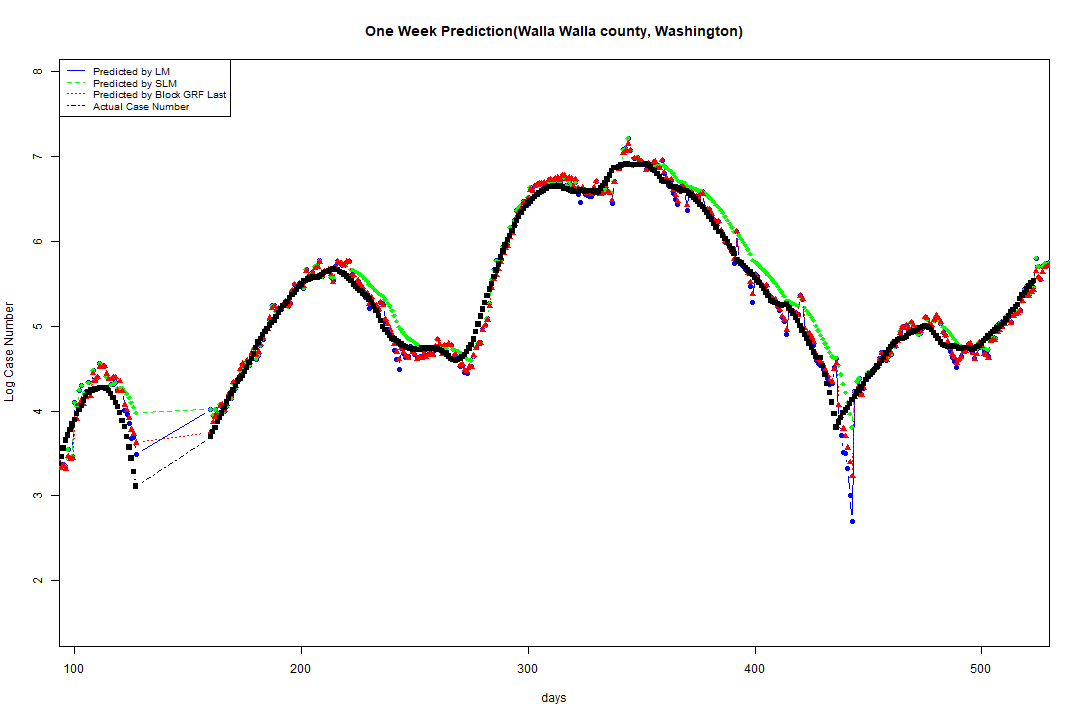 One Week Prediction(Walla Walla county, Washington)
Predicted by LM
Predicted by SLM
Predicted by Block GRF Last
Actual Case Number
8
7
6
5
4
3
2
Log Case Number
100 200 300 400 500
days